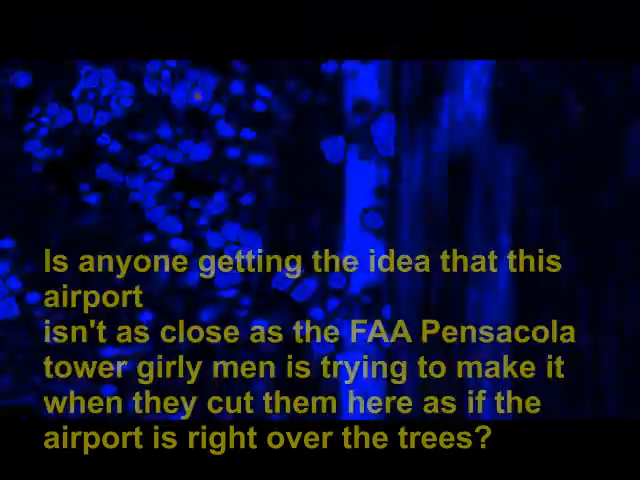 Is anyone getting the idea that this
airport
isn't as close as the FAA Pensacola
tower girly men is trying to make it
when they cut them here as if the
airport is right over the trees?